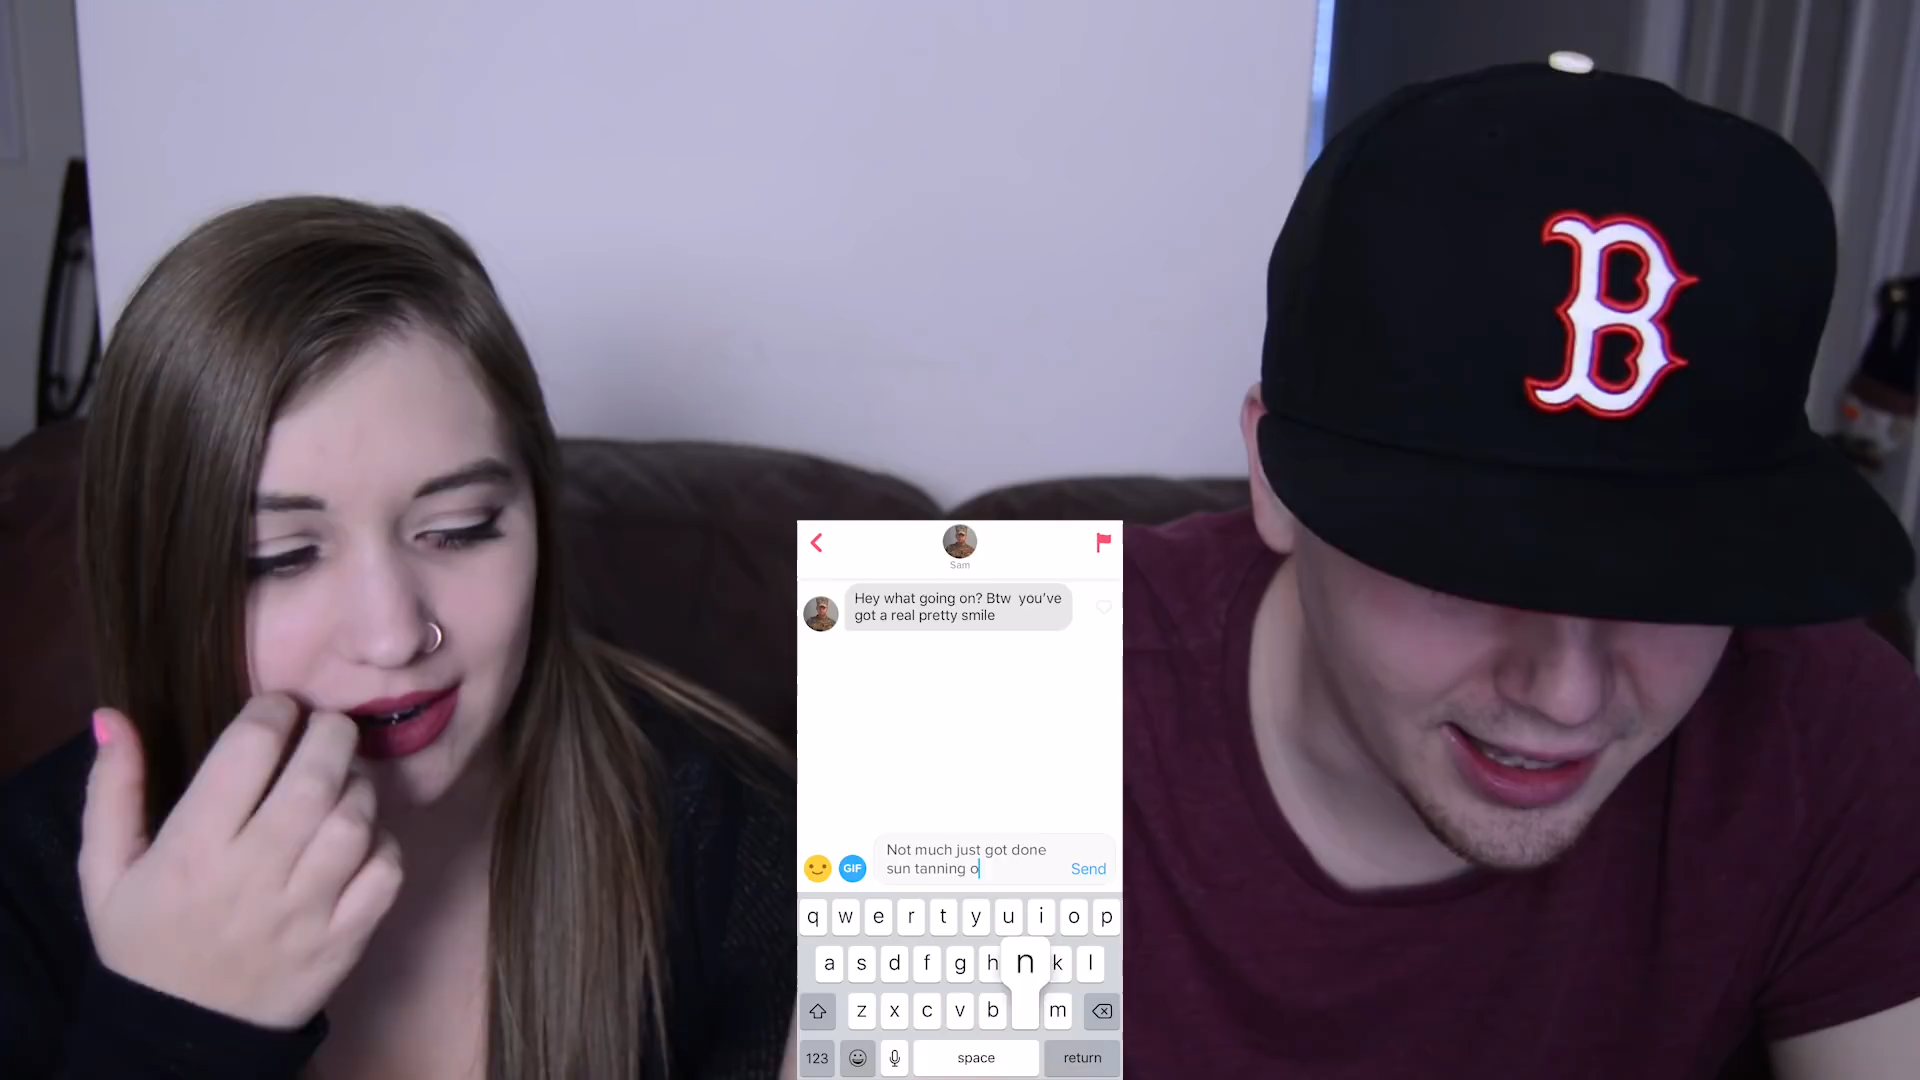 B
Sam
Hey what going on? Btw  you've
got a real pretty smile
Not much just got done
sun tanning o
Send
GIF
q w e r t y u i o p
a s d f g h n k l
z x c v b m
123 space return